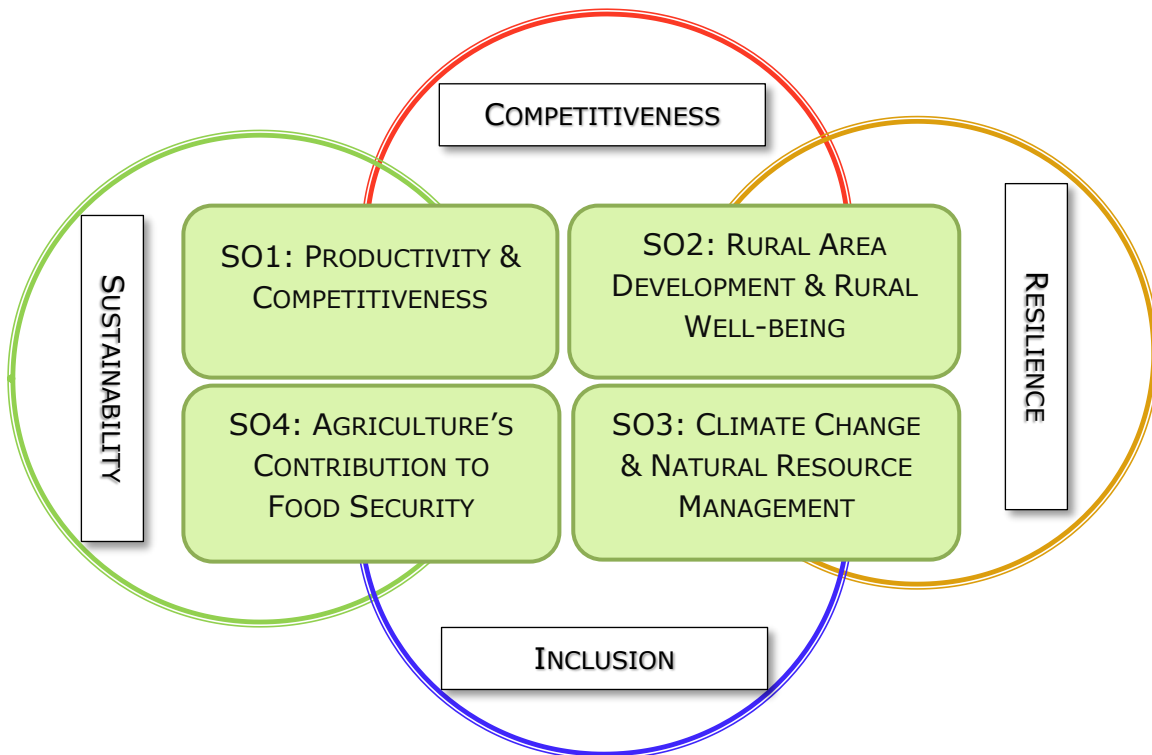 COMPETITIVENESS
SUSTAINABILITY
SO1: PRODUCTIVITY &
COMPETITIVENESS
SO2: RURAL AREA
DEVELOPMENT & RURAL
WELL-BEING
RESILIENCE
SO4: AGRICULTURE'S
CONTRIBUTION TO
FOOD SECURITY
SO3: CLIMATE CHANGE
& NATURAL RESOURCE
MANAGEMENT
INCLUSION